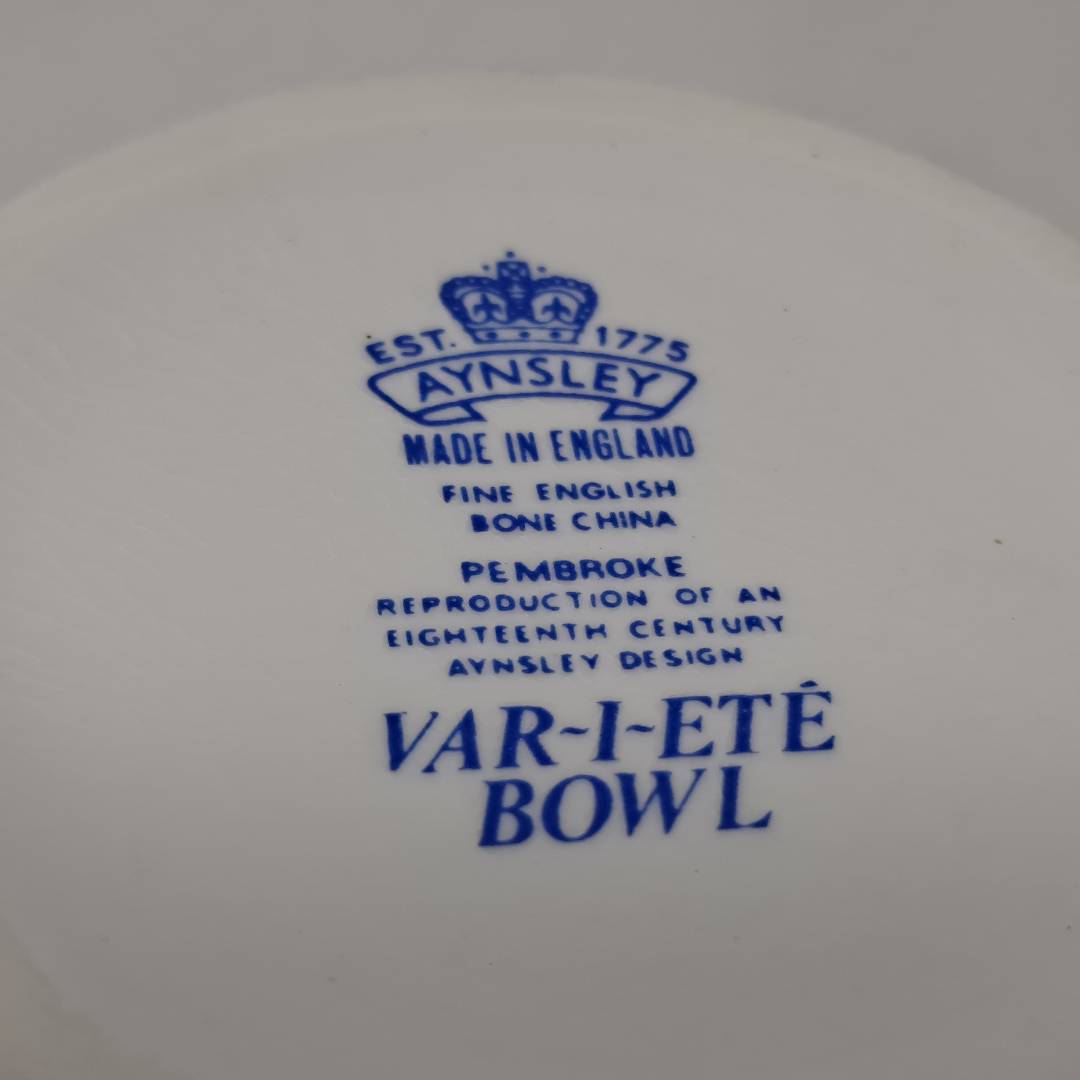 EST. 1775
AYNSLEY
MADE IN ENGLAND
FINE ENGLISH
BONE CHINA
PEMBROKE
REPRODUCTION OF AN
EIGHTEENTH CENTURY
AYNSLEY DESIGN
VAR~I~ETÉ
BOWL